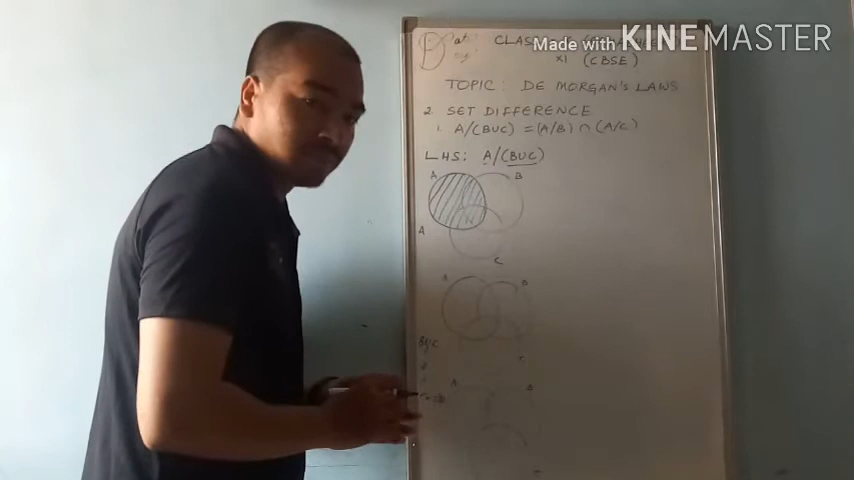 Made with KINEMASTER
CLASS
XI (CBSE)
TOPIC: DE MORGAN'S LAWS
2. SET DIFFERENCE
1. A/(BUC) = (A/B) ∩ (A/C)
LHS: A/(BUC)
A B
A
C
A B
C
A B